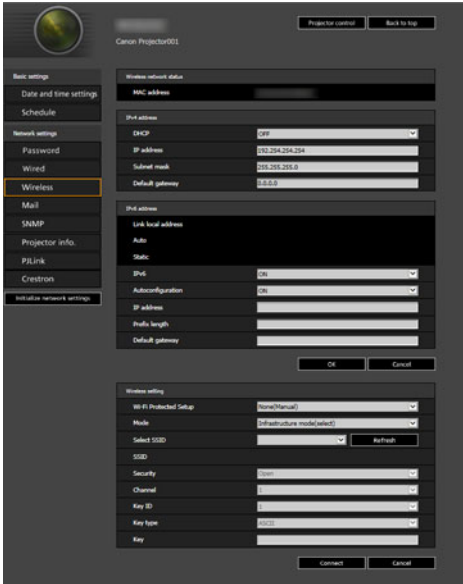 Projector control Back to top
Canon Projector001
Basic settings
Date and time settings
Schedule
Network settings
Password
Wired
Wireless
Mail
SNMP
Projector info.
PJLink
Crestron
Initialize network settings
Wireless network status
MAC address
IPv4 address
DHCP OFF
IP address 192.254.254.254
Subnet mask 255.255.255.0
Default gateway 0.0.0.0
IPv6 address
Link local address
Auto
Static
IPv6 ON
Autoconfiguration ON
IP address
Prefix length
Default gateway
OK Cancel
Wireless setting
Wi-Fi Protected Setup None(Manual)
Mode Infrastructure mode(select)
Select SSID Refresh
SSID
Security Open
Channel 1
Key ID 1
Key type ASCII
Key
Connect Cancel